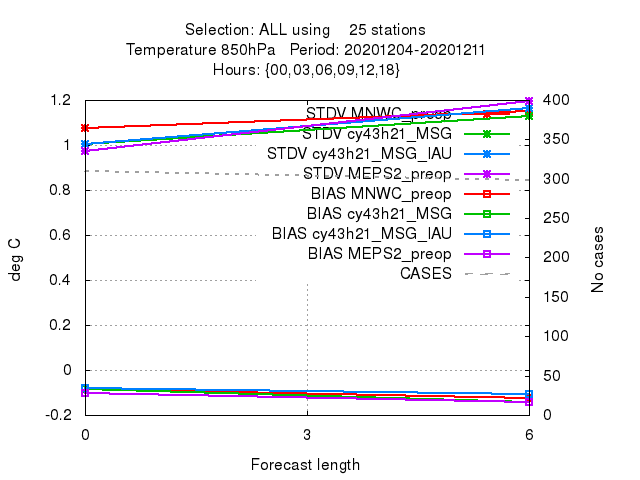 Selection: ALL using 25 stations
Temperature 850hPa Period: 20201204-20201211
Hours: {00,03,06,09,12,18}
1.2
1
0.8
0.6
0.4
0.2
0
-0.2
deg C
400
350
300
250
200
150
100
50
0
No cases
STDV MNWC_preop
STDV cy43h21_MSG
STDV cy43h21_MSG_IAU
STDV MEPS2_preop
BIAS MNWC_preop
BIAS cy43h21_MSG
BIAS cy43h21_MSG_IAU
BIAS MEPS2_preop
CASES
0 3 6
Forecast length